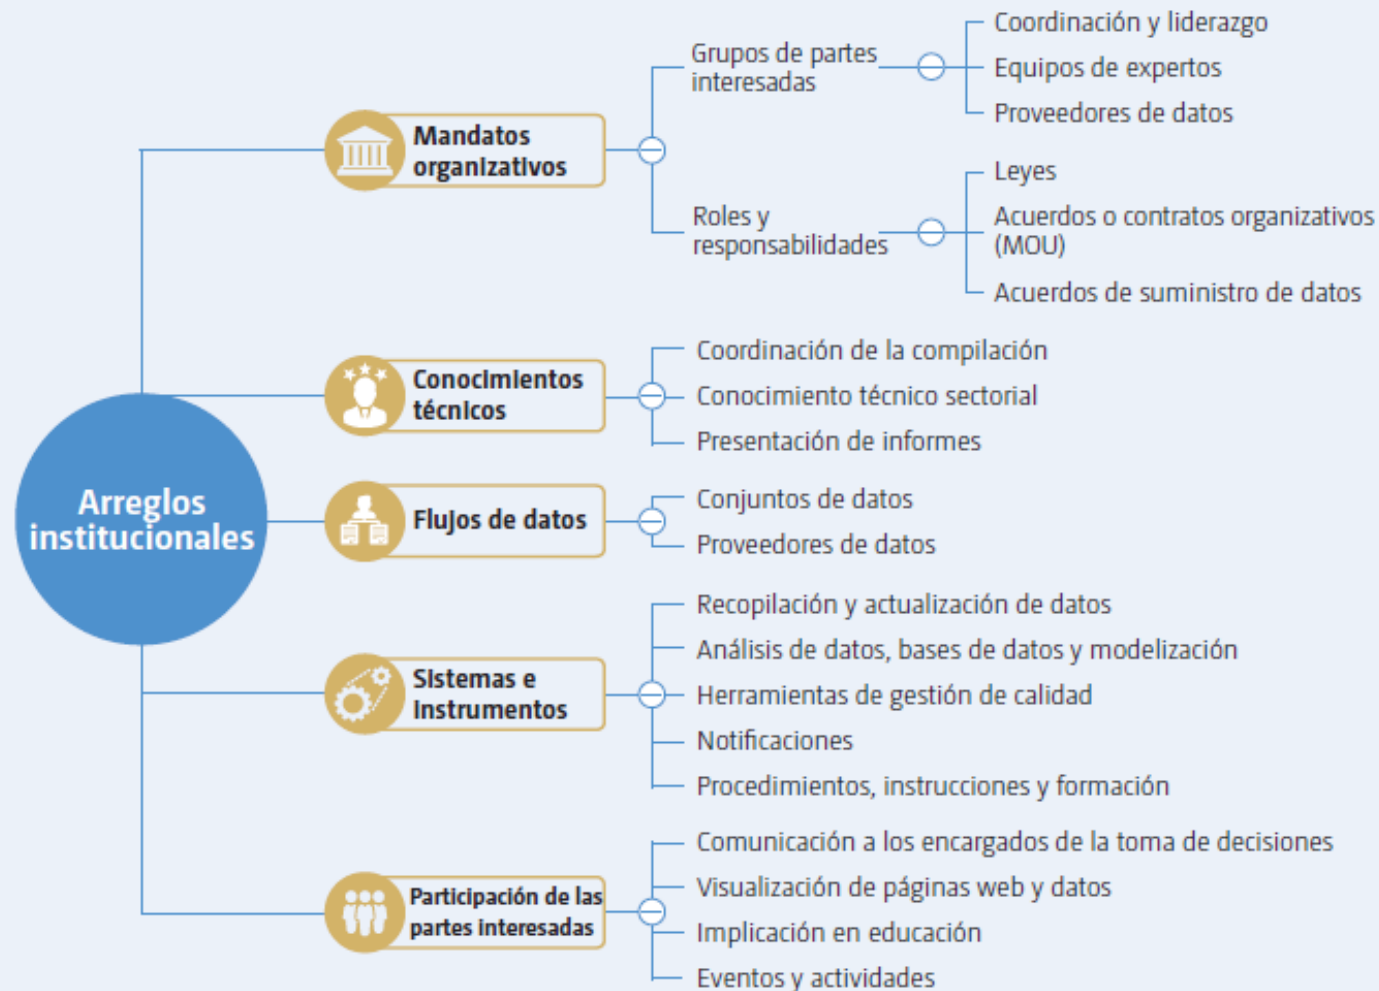 Arreglos
institucionales
Mandatos
organizativos
Grupos de partes
interesadas
Coordinación y liderazgo
Equipos de expertos
Proveedores de datos
Roles y
responsabilidades
Leyes
Acuerdos o contratos organizativos
(MOU)
Acuerdos de suministro de datos
Conocimientos
técnicos
Coordinación de la compilación
Conocimiento técnico sectorial
Presentación de informes
Flujos de datos
Conjuntos de datos
Proveedores de datos
Sistemas e
instrumentos
Recopilación y actualización de datos
Análisis de datos, bases de datos y modelización
Herramientas de gestión de calidad
Notificaciones
Procedimientos, instrucciones y formación
Participación de las
partes interesadas
Comunicación a los encargados de la toma de decisiones
Visualización de páginas web y datos
Implicación en educación
Eventos y actividades